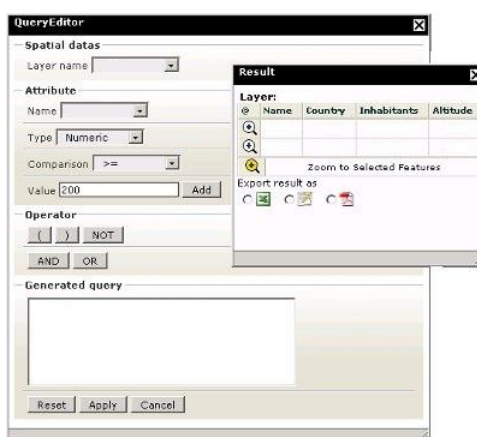 QueryEditor
Spatial datas
Layer name
Attribute
Name
Type Numeric
Comparison >=
Value 200 Add
Operator
( ) NOT
AND OR
Generated query
Reset Apply Cancel
Result
Layer:
@ Name Country Inhabitants Altitude
Zoom to Selected Features
Export result as